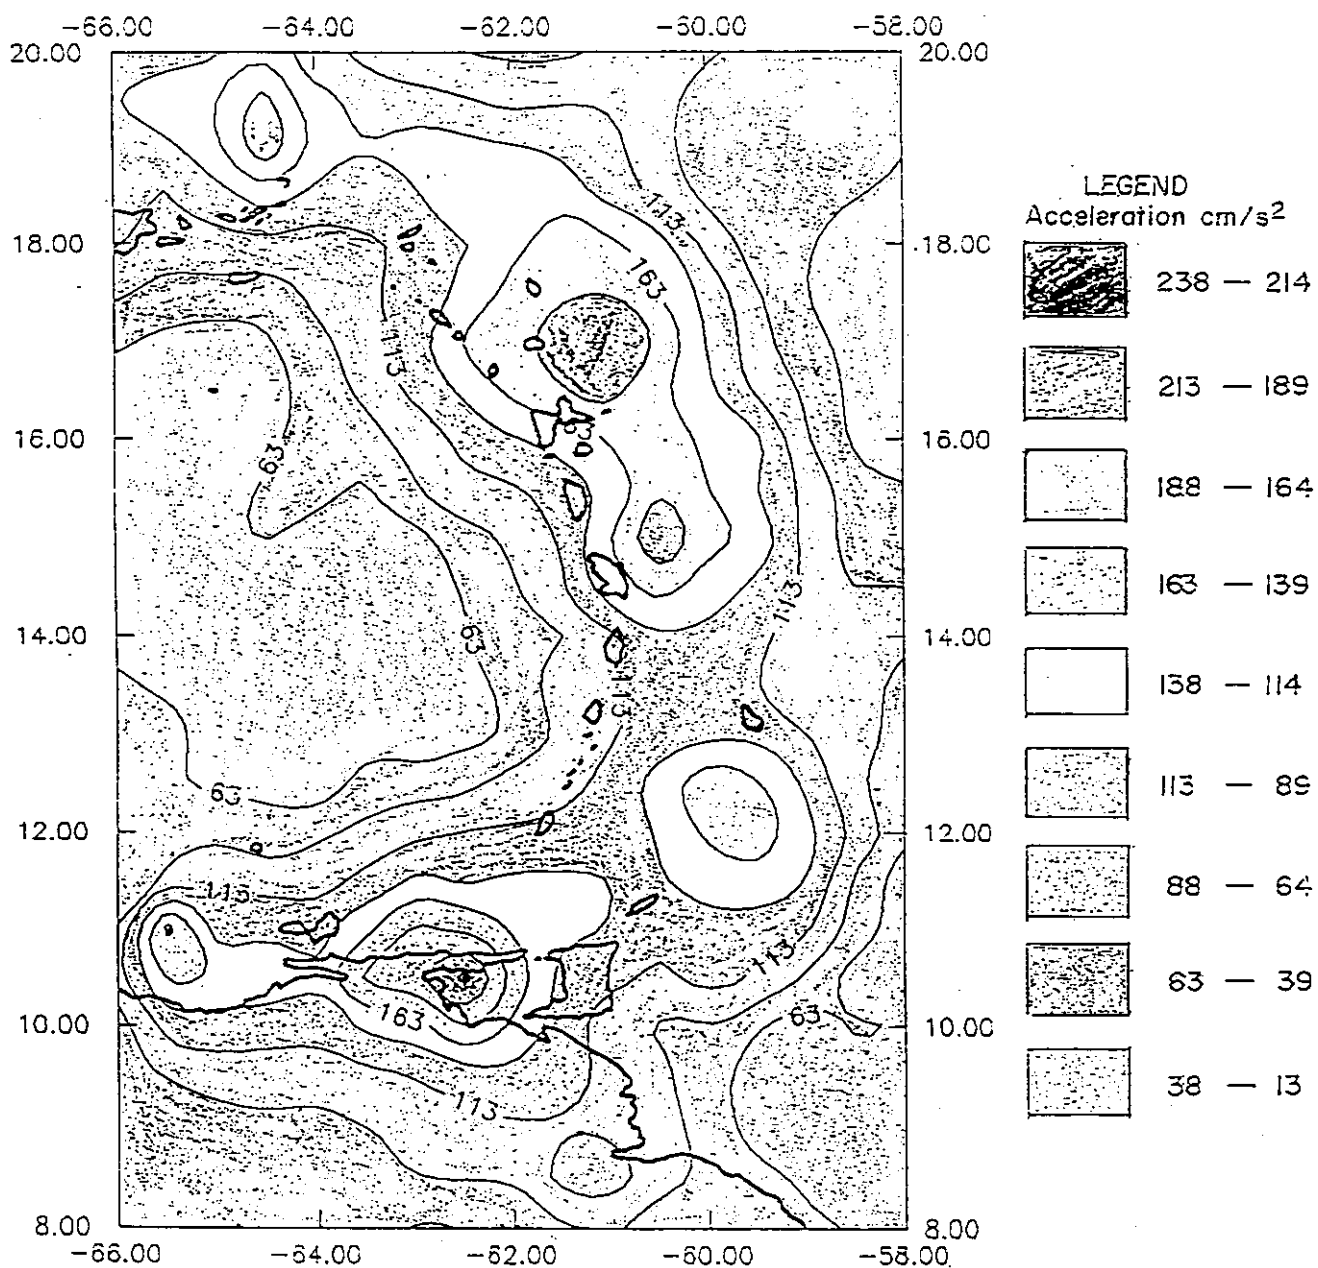 -66.00 -64.00 -62.00 -60.00 -58.00
20.00 20.00
LEGEND
Acceleration cm/s²
113
18.00 18.00
163
238 — 214
113
213 — 189
16.00 16.00
63
188 — 164
163 — 139
113
14.00 14.00
63
113
138 — 114
113 — 89
63
12.00 12.00
113
88 — 64
113
63 — 39
163
63
10.00 10.00
113
38 — 13
8.00 8.00
-66.00 -64.00 -62.00 -60.00 -58.00